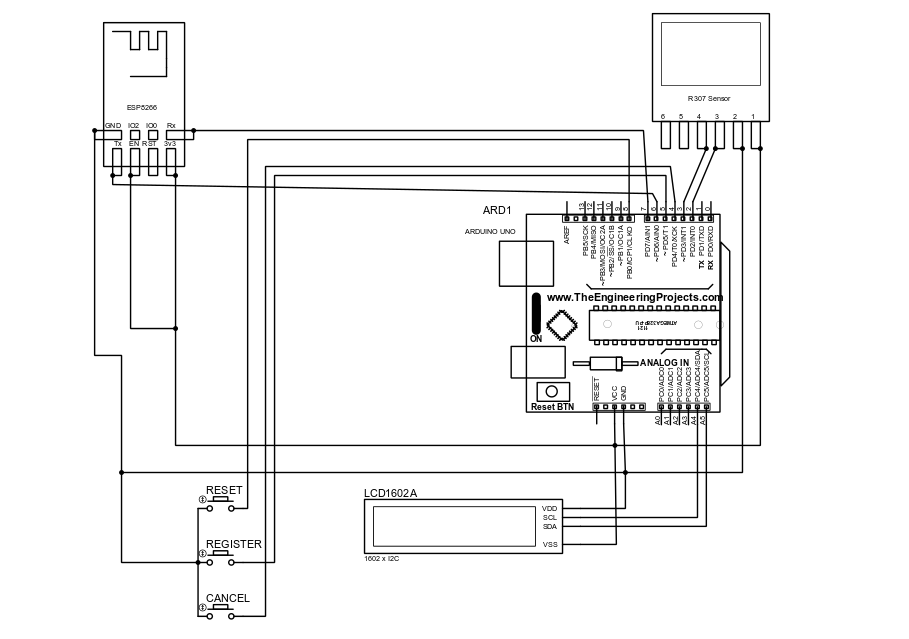 ESP5266
GND IO2 IO0 Rx
Tx EN RST 3v3
R307 Sensor
6 5 4 3 2 1
ARD1
ARDUINO UNO
13 12 11 10 9 8 7 6 5 4 3 2 1 0
AREF
PB5/SCK
PB4/MISO
~PB3/MOSI/OC2A
~PB2/SS/OC1B
~PB1/OC1A
PB0/ICP1/CLKO
PD7/AIN1
~PD6/AIN0
~PD5/T1
PD4/T0/XCK
~PD3/INT1
PD2/INT0
TX PD1/TXD
RX PD0/RXD
www.TheEngineeringProjects.com
ATMEGA328P-PU
1121
ON
ANALOG IN
Reset BTN
RESET
VCC
GND
PC0/ADC0
PC1/ADC1
PC2/ADC2
PC3/ADC3
PC4/ADC4/SDA
PC5/ADC5/SCL
A0 A1 A2 A3 A4 A5
RESET
REGISTER
CANCEL
LCD1602A
VDD
SCL
SDA
VSS
1602 x I2C